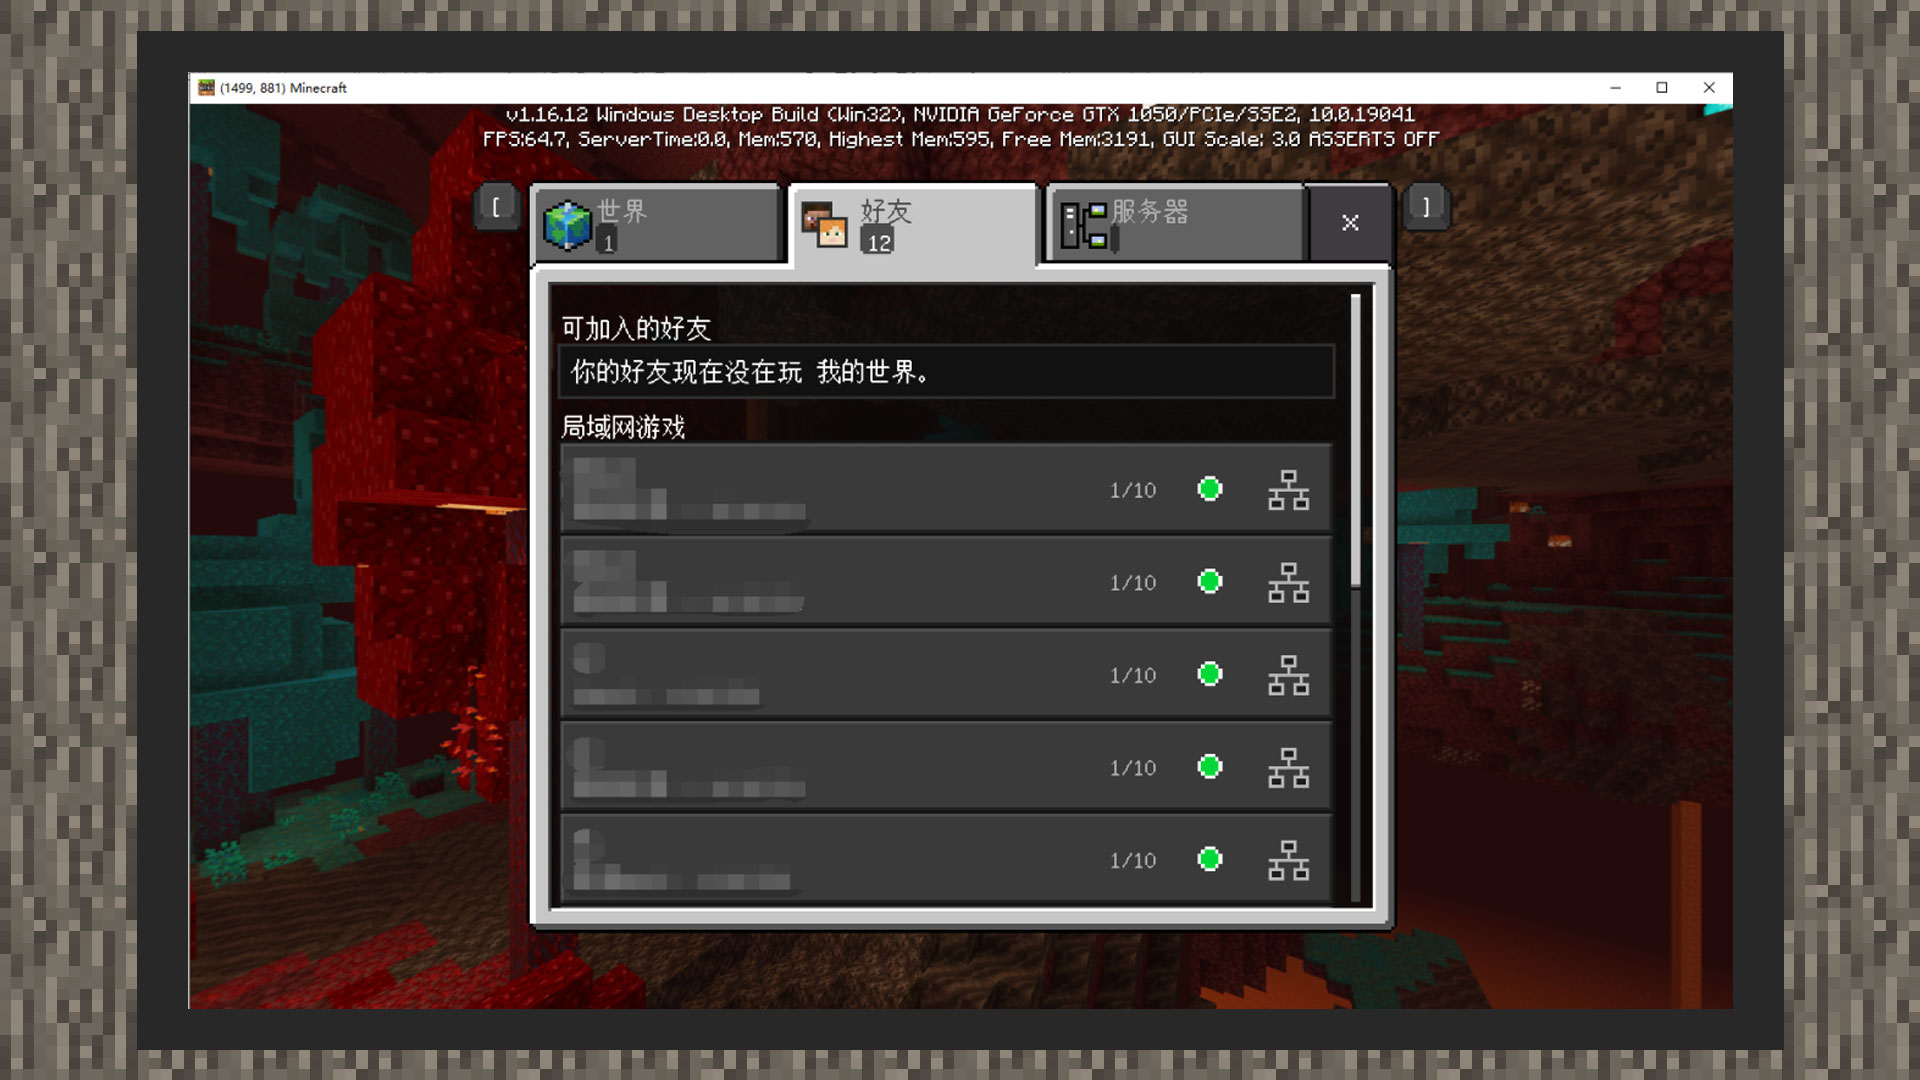 (1499, 881) Minecraft
v1.16.12 Windows Desktop Build (Win32), NVIDIA GeForce GTX 1050/PCIe/SSE2, 10.0.19041
FPS:64.7, ServerTime:0.0, Mem:570, Highest Mem:595, Free Mem:3191, GUI Scale: 3.0 ASSERTS OFF
[
世界
1
好友
12
服务器
]
可加入的好友
你的好友现在没在玩 我的世界。
局域网游戏
1/10
1/10
1/10
1/10
1/10